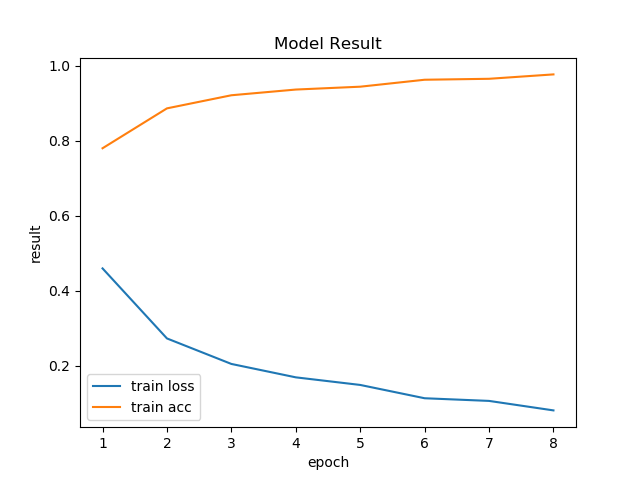 Model Result
1.0
0.8
0.6
0.4
0.2
result
train loss
train acc
1 2 3 4 5 6 7 8
epoch